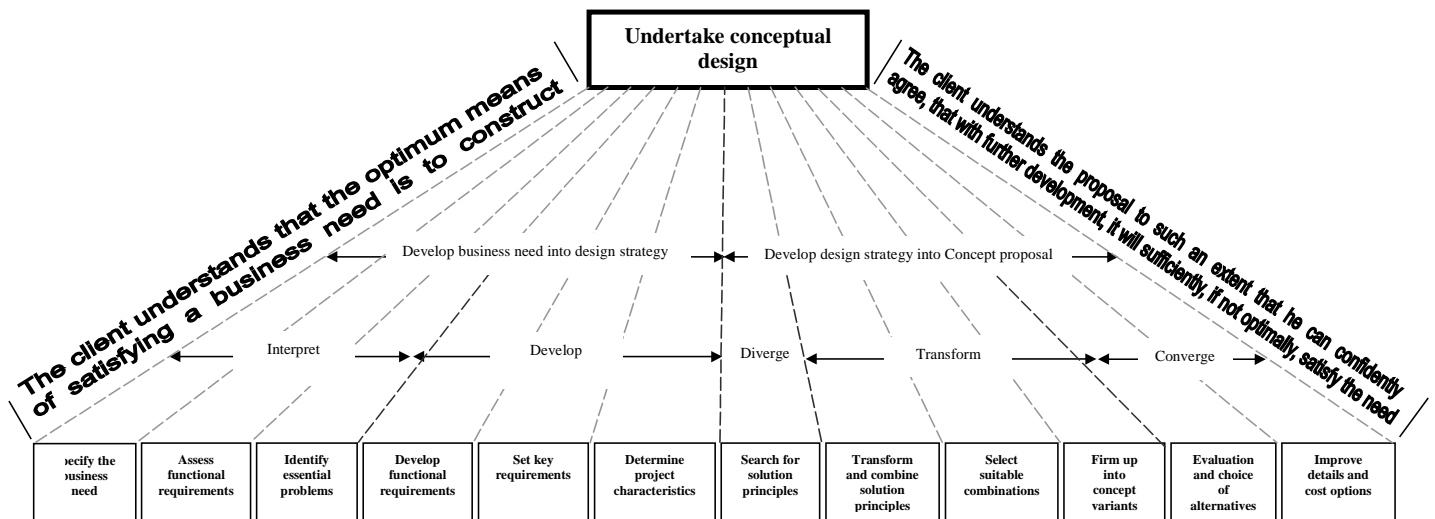 Undertake conceptual
design
The client understands that the optimum means
of satisfying a business need is to construct
The client understands the proposal to such an extent that he can confidently
agree, that with further development, it will sufficiently, if not optimally, satisfy the need
Develop business need into design strategy
Develop design strategy into Concept proposal
Interpret
Develop
Diverge
Transform
Converge
ecify the
usiness
need
Assess
functional
requirements
Identify
essential
problems
Develop
functional
requirements
Set key
requirements
Determine
project
characteristics
Search for
solution
principles
Transform
and combine
solution
principles
Select
suitable
combinations
Firm up
into
concept
variants
Evaluation
and choice
of
alternatives
Improve
details and
cost options